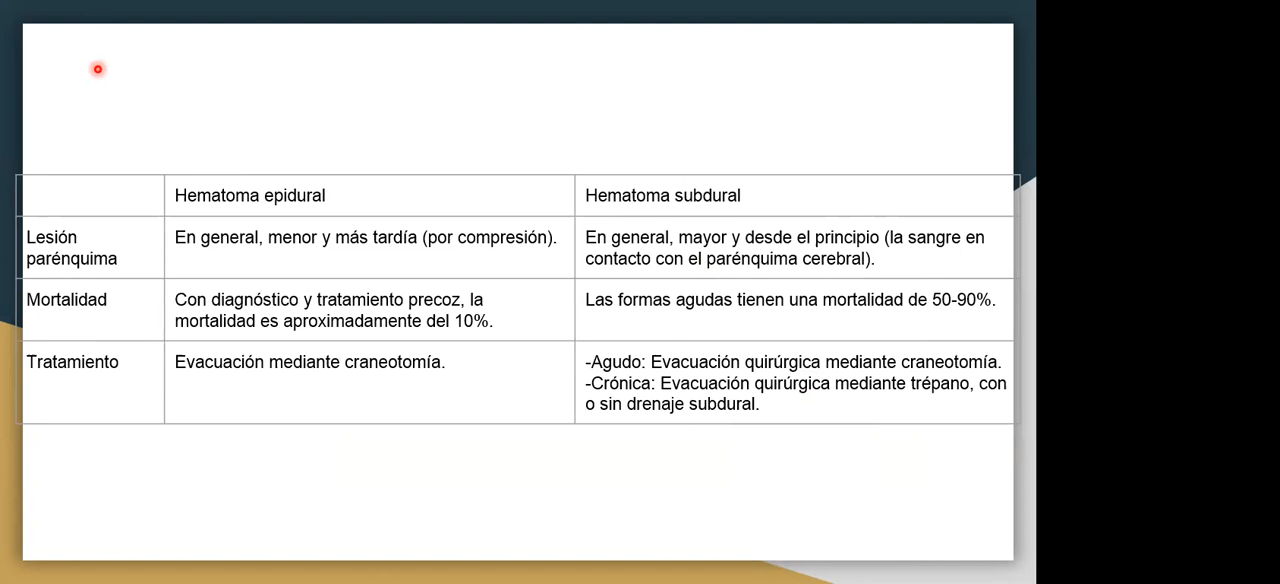 Hematoma epidural
Hematoma subdural
Lesión
parénquima
En general, menor y más tardía (por compresión).
En general, mayor y desde el principio (la sangre en
contacto con el parénquima cerebral).
Mortalidad
Con diagnóstico y tratamiento precoz, la
mortalidad es aproximadamente del 10%.
Las formas agudas tienen una mortalidad de 50-90%.
Tratamiento
Evacuación mediante craneotomía.
-Agudo: Evacuación quirúrgica mediante craneotomía.
-Crónica: Evacuación quirúrgica mediante trépano, con
o sin drenaje subdural.